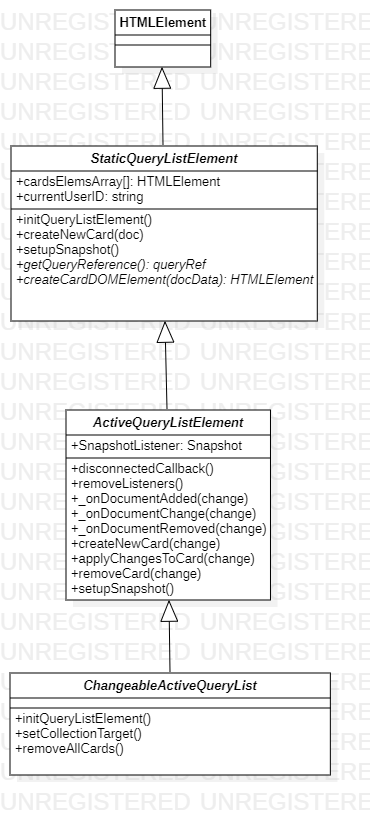 HTMLElement
StaticQueryListElement
+cardsElemsArray[]: HTMLElement
+currentUserID: string
+initQueryListElement()
+createNewCard(doc)
+setupSnapshot()
+getQueryReference(): queryRef
+createCardDOMElement(docData): HTMLElement
ActiveQueryListElement
+SnapshotListener: Snapshot
+disconnectedCallback()
+removeListeners()
+_onDocumentAdded(change)
+_onDocumentChange(change)
+_onDocumentRemoved(change)
+createNewCard(change)
+applyChangesToCard(change)
+removeCard(change)
+setupSnapshot()
ChangeableActiveQueryList
+initQueryListElement()
+setCollectionTarget()
+removeAllCards()
UNREGISTERED